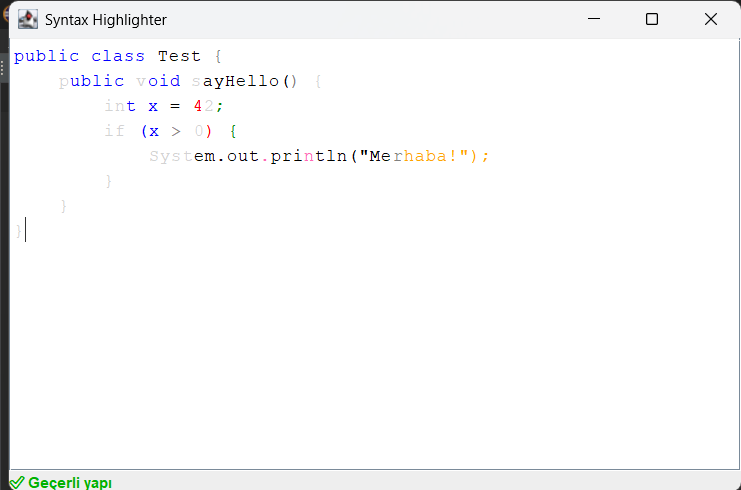 Syntax Highlighter
public class Test {
    public void sayHello() {
        int x = 42;
        if (x > 0) {
            System.out.println("Merhaba!");
        }
    }
}
Geçerli yapı